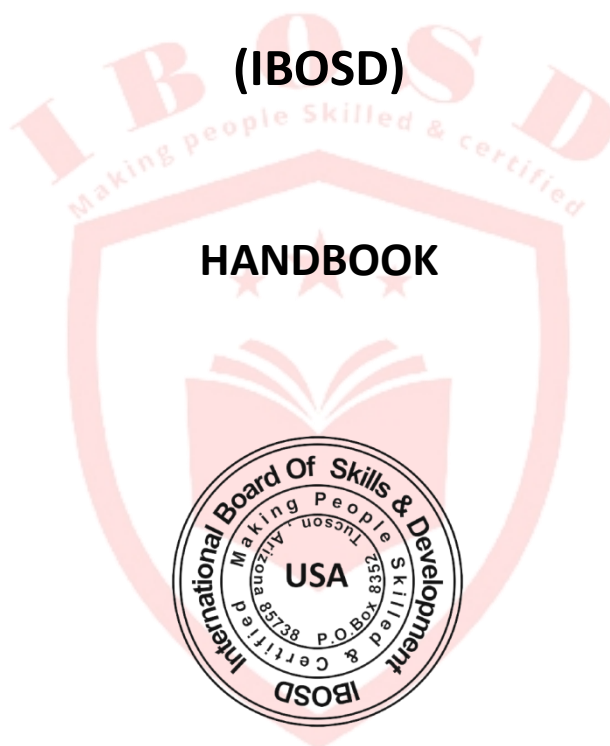 I B O S D
Making people Skilled & certified
(IBOSD)
HANDBOOK
International Board Of Skills & Development
IBOSD
Making People Skilled & Certified
P.O.Box 8352 Tucson , Arizona 85738
USA